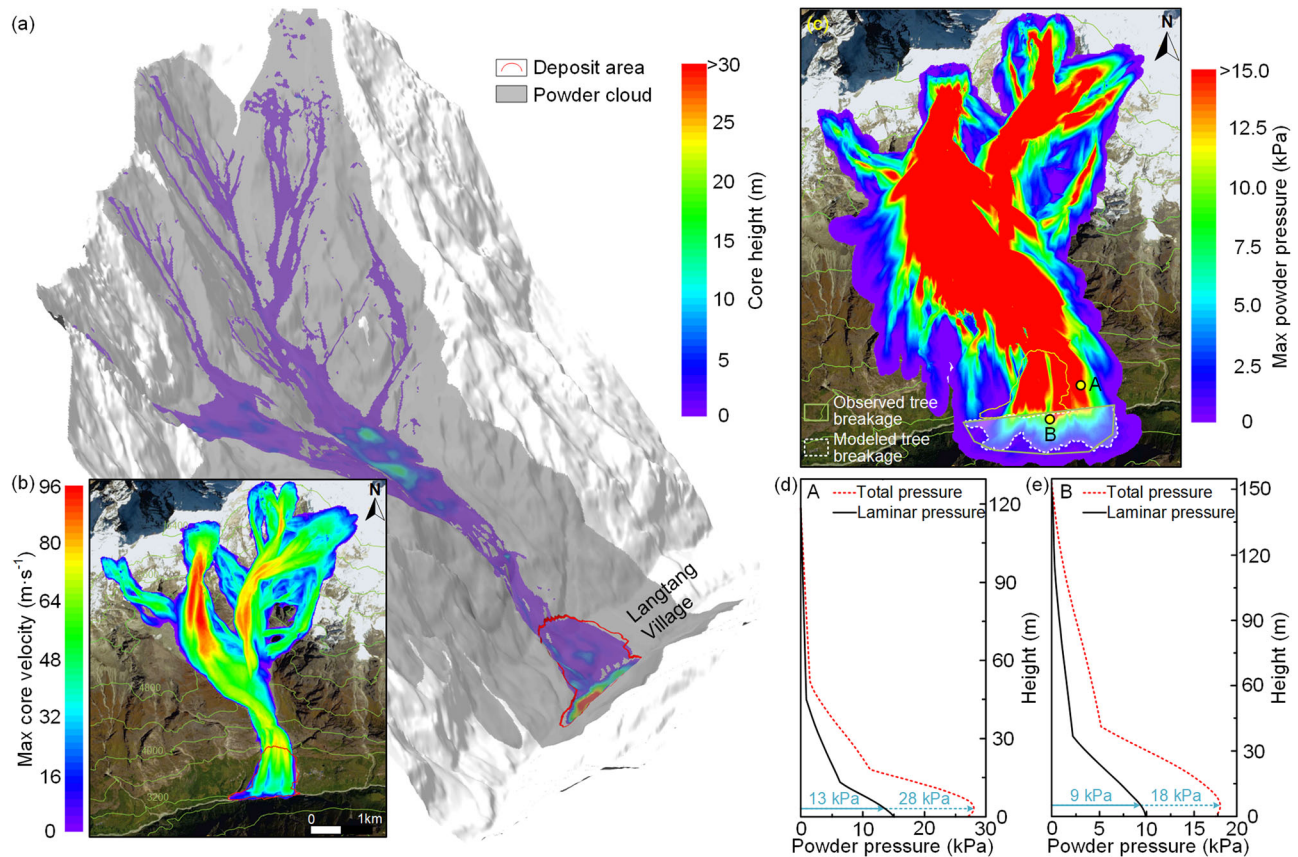 (a)
Deposit area
Powder cloud
>30
25
20
15
10
5
0
Core height (m)
Langtang
Village
(b)
96
80
64
48
32
16
0
Max core velocity (m·s⁻¹)
N
4800
4000
3200
0 1km
(c)
N
>15.0
12.5
10.0
7.5
5.0
2.5
0
Max powder pressure (kPa)
A
B
Observed tree
breakage
Modeled tree
breakage
(d)
A
Total pressure
Laminar pressure
120
90
60
30
0
Height (m)
13 kPa
28 kPa
0 10 20 30
Powder pressure (kPa)
(e)
B
Total pressure
Laminar pressure
150
120
90
60
30
0
Height (m)
9 kPa
18 kPa
0 5 10 15 20
Powder pressure (kPa)